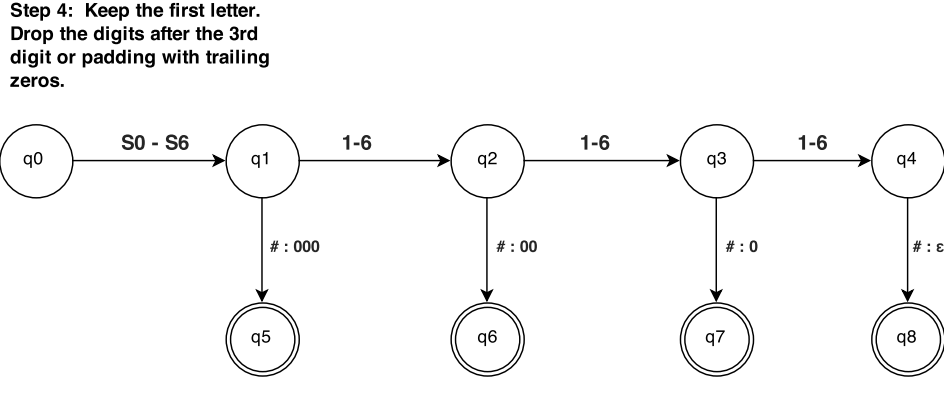 Step 4:  Keep the first letter.
Drop the digits after the 3rd
digit or padding with trailing
zeros.
q0
S0 - S6
q1
1-6
q2
1-6
q3
1-6
q4
# : 000
# : 00
# : 0
# : ε
q5
q6
q7
q8